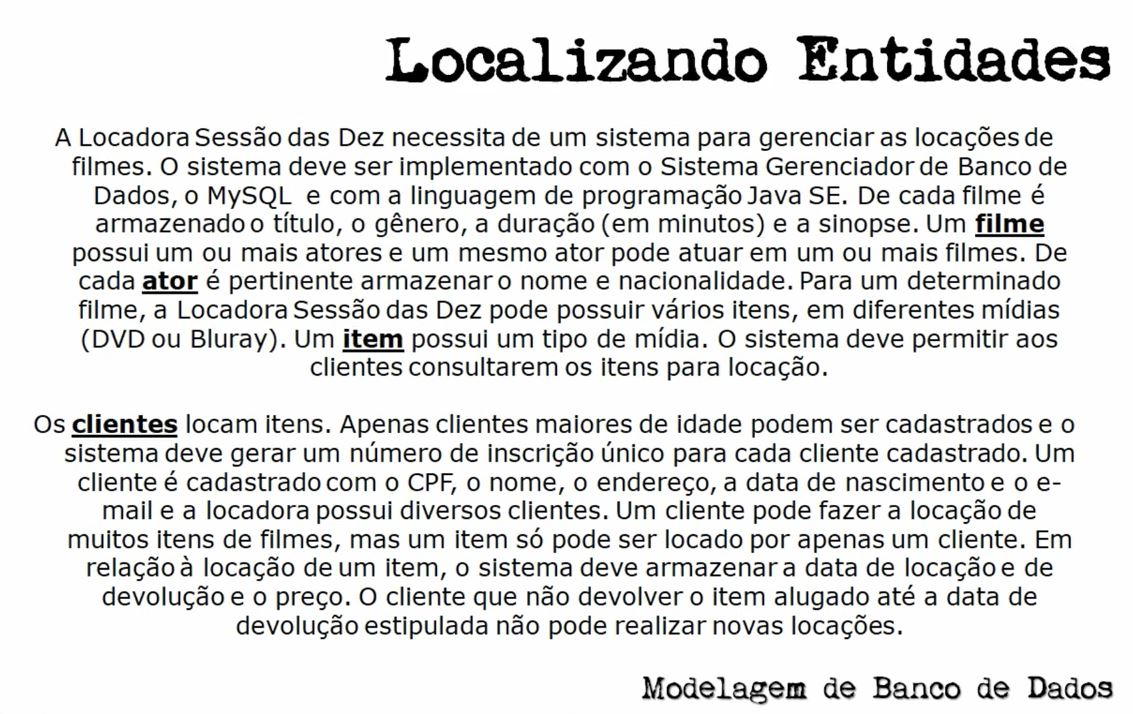 Localizando Entidades
A Locadora Sessão das Dez necessita de um sistema para gerenciar as locações de
filmes. O sistema deve ser implementado com o Sistema Gerenciador de Banco de
Dados, o MySQL e com a linguagem de programação Java SE. De cada filme é
armazenado o título, o gênero, a duração (em minutos) e a sinopse. Um filme
possui um ou mais atores e um mesmo ator pode atuar em um ou mais filmes. De
cada ator é pertinente armazenar o nome e nacionalidade. Para um determinado
filme, a Locadora Sessão das Dez pode possuir vários itens, em diferentes mídias
(DVD ou Bluray). Um item possui um tipo de mídia. O sistema deve permitir aos
clientes consultarem os itens para locação.
Os clientes locam itens. Apenas clientes maiores de idade podem ser cadastrados e o
sistema deve gerar um número de inscrição único para cada cliente cadastrado. Um
cliente é cadastrado com o CPF, o nome, o endereço, a data de nascimento e o e-
mail e a locadora possui diversos clientes. Um cliente pode fazer a locação de
muitos itens de filmes, mas um item só pode ser locado por apenas um cliente. Em
relação à locação de um item, o sistema deve armazenar a data de locação e de
devolução e o preço. O cliente que não devolver o item alugado até a data de
devolução estipulada não pode realizar novas locações.
Modelagem de Banco de Dados